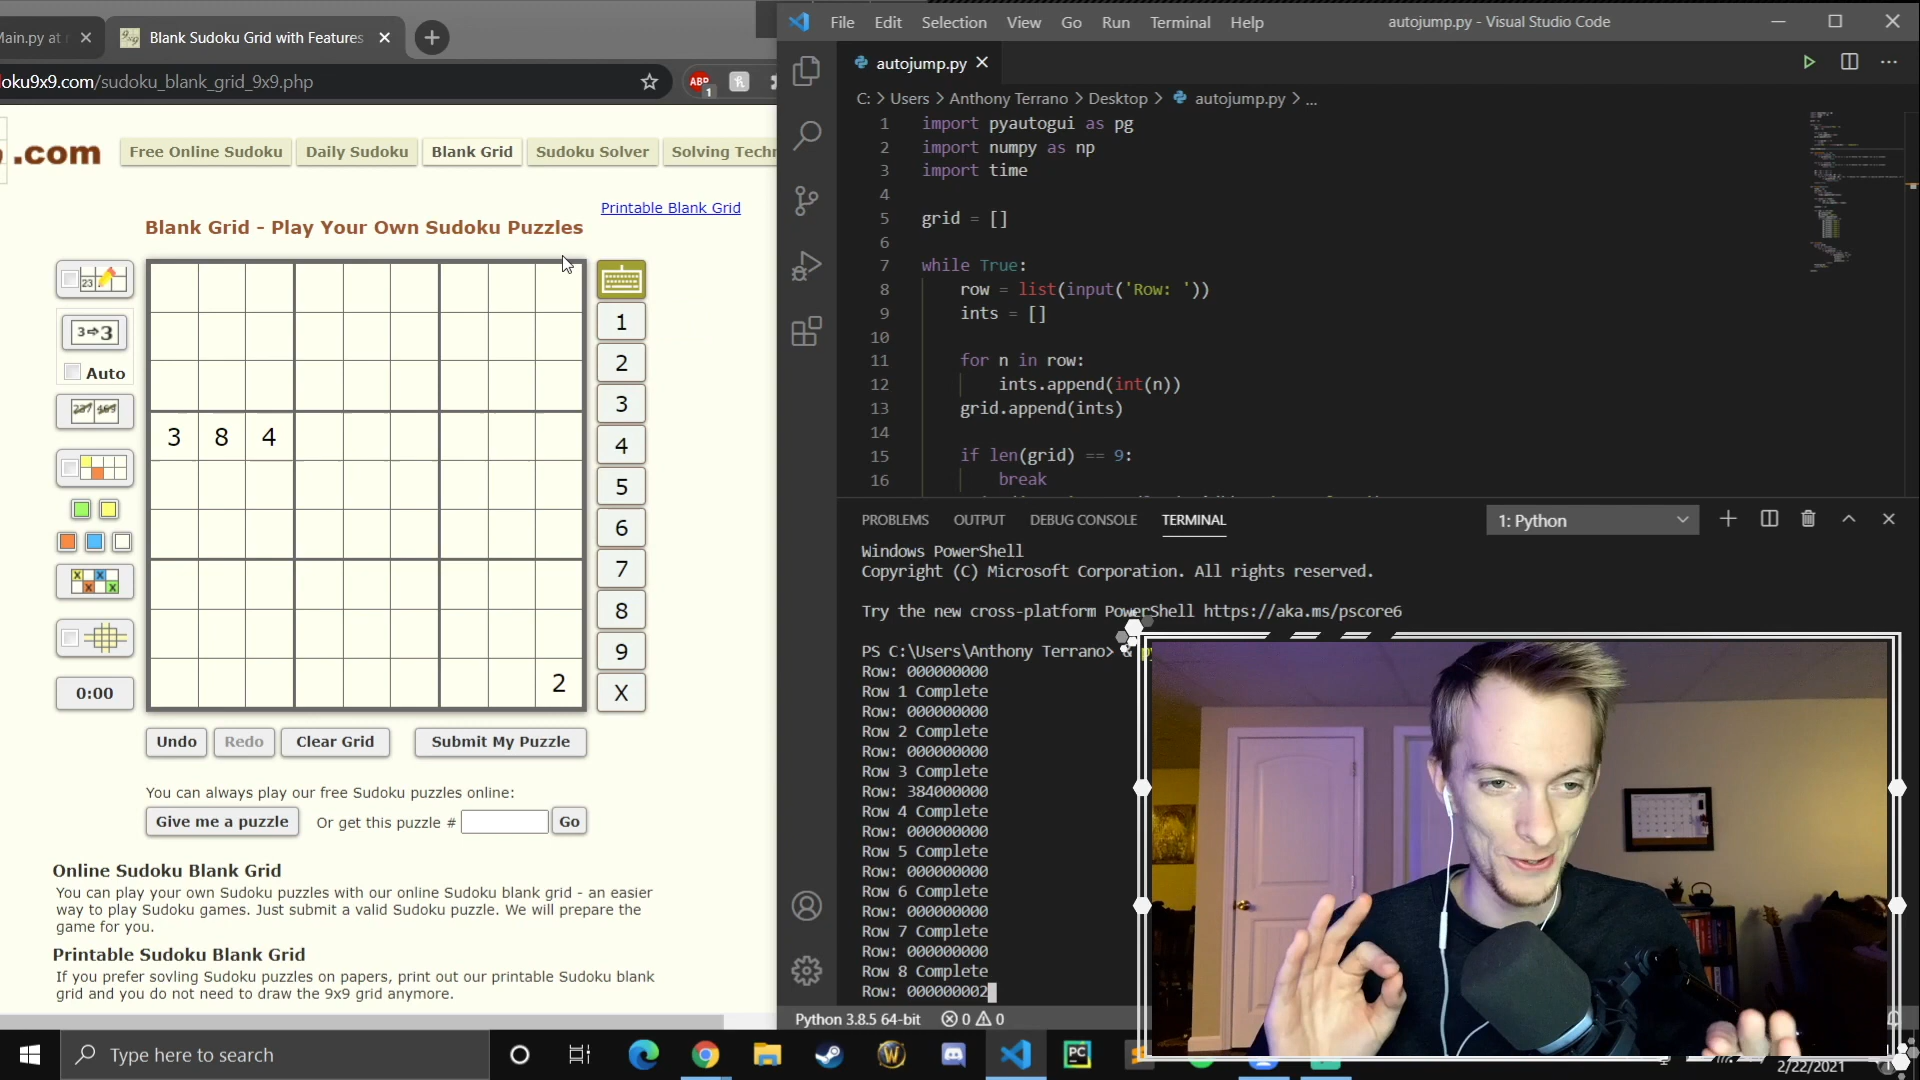 Main.py at
Blank Sudoku Grid with Features
oku9x9.com/sudoku_blank_grid_9x9.php
ABP
1
.com
Free Online Sudoku
Daily Sudoku
Blank Grid
Sudoku Solver
Solving Techn
Printable Blank Grid
Blank Grid - Play Your Own Sudoku Puzzles
23
3⇨3
Auto
237 469
3 8 4
2
1
2
3
4
5
6
7
8
9
X
0:00
Undo
Redo
Clear Grid
Submit My Puzzle
You can always play our free Sudoku puzzles online:
Give me a puzzle
Or get this puzzle #
Go
Online Sudoku Blank Grid
You can play your own Sudoku puzzles with our online Sudoku blank grid - an easier
way to play Sudoku games. Just submit a valid Sudoku puzzle. We will prepare the
game for you.
Printable Sudoku Blank Grid
If you prefer sovling Sudoku puzzles on papers, print out our printable Sudoku blank
grid and you do not need to draw the 9x9 grid anymore.
File Edit Selection View Go Run Terminal Help
autojump.py - Visual Studio Code
autojump.py
C: > Users > Anthony Terrano > Desktop > autojump.py > ...
1 import pyautogui as pg
2 import numpy as np
3 import time
4
5 grid = []
6
7 while True:
8 row = list(input('Row: '))
9 ints = []
10
11 for n in row:
12 ints.append(int(n))
13 grid.append(ints)
14
15 if len(grid) == 9:
16 break
PROBLEMS OUTPUT DEBUG CONSOLE TERMINAL
1: Python
Windows PowerShell
Copyright (C) Microsoft Corporation. All rights reserved.
Try the new cross-platform PowerShell https://aka.ms/pscore6
PS C:\Users\Anthony Terrano> &
Row: 000000000
Row 1 Complete
Row: 000000000
Row 2 Complete
Row: 000000000
Row 3 Complete
Row: 384000000
Row 4 Complete
Row: 000000000
Row 5 Complete
Row: 000000000
Row 6 Complete
Row: 000000000
Row 7 Complete
Row: 000000000
Row 8 Complete
Row: 000000002
Python 3.8.5 64-bit
0
0
Type here to search
PC
2/22/2021